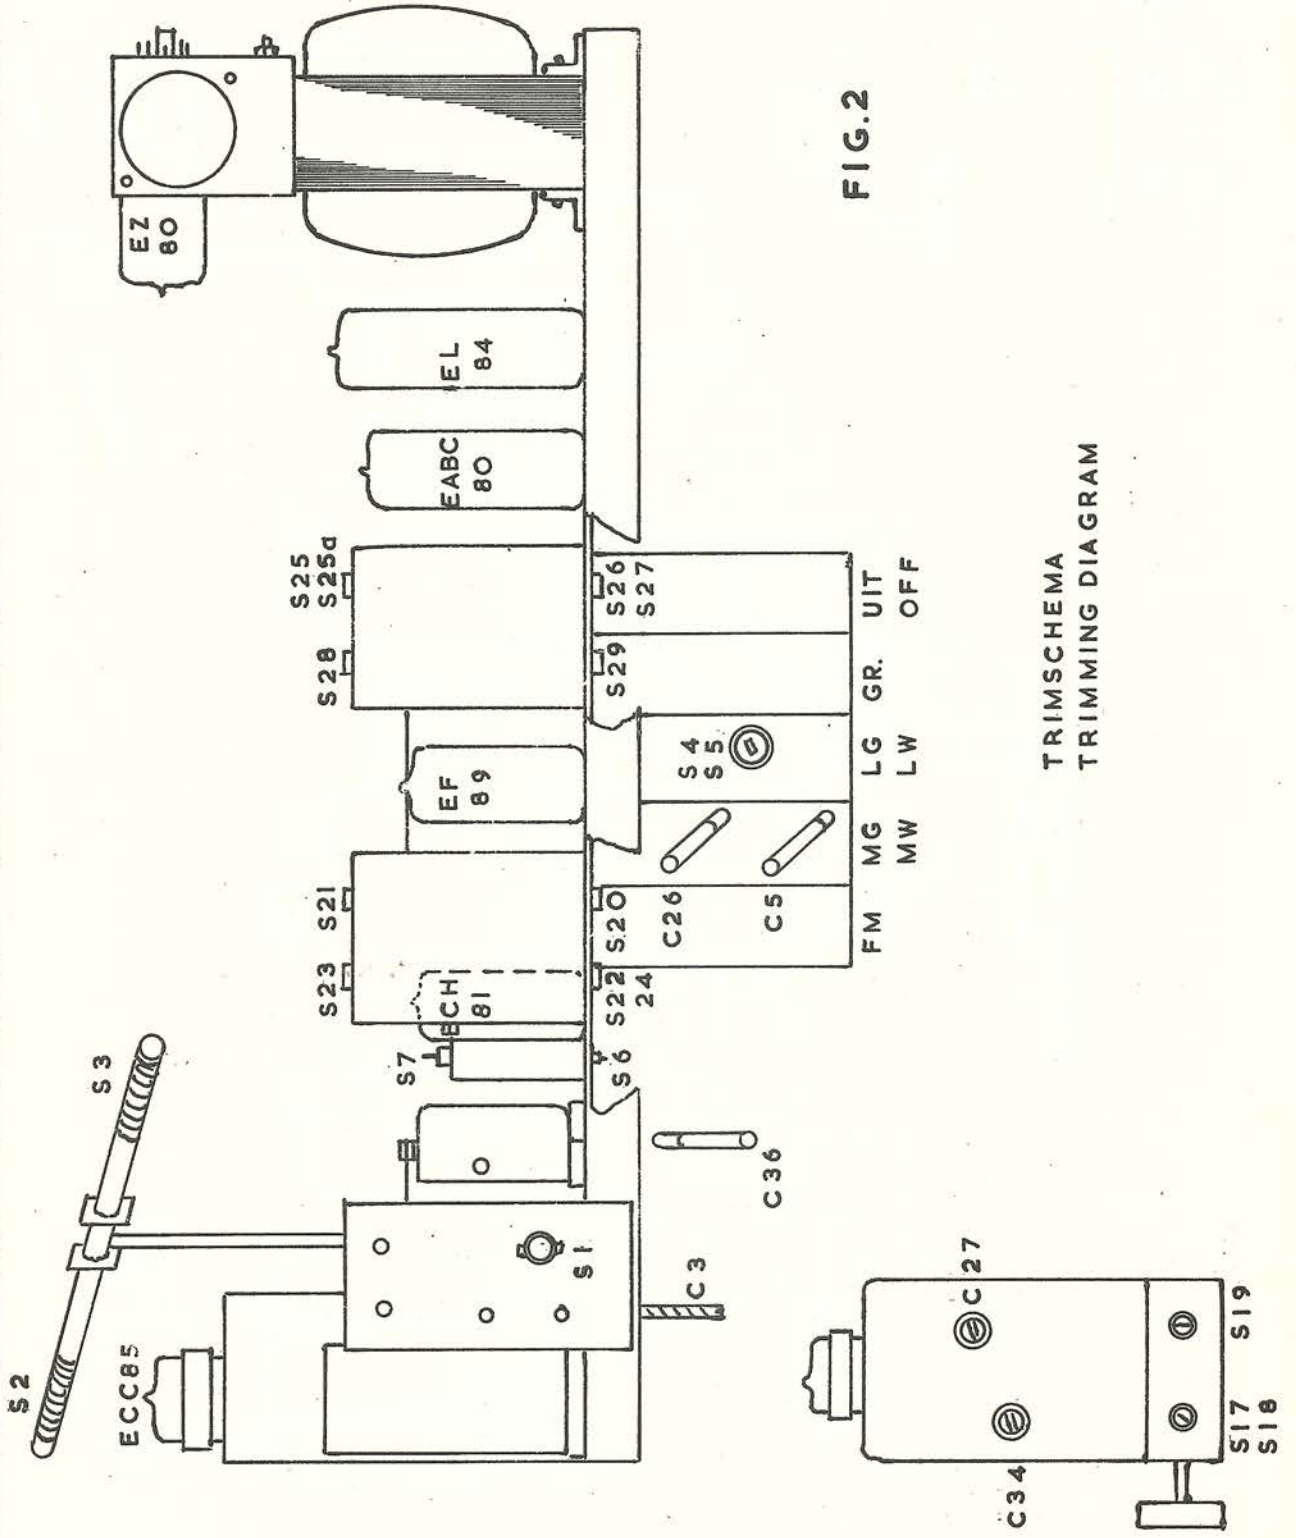 S2
S3
ECC85
S1
C3
C36
S7
S6
S23
S21
ECH
81
S22
24
S20
C26
C5
EF
89
S4
S5
S28
S25
S25a
S29
S26
S27
EABC
80
EL
84
EZ
80
FM
MG
MW
LG
LW
GR.
UIT
OFF
C34
C27
S17
S18
S19
TRIMSCHEMA
TRIMMING DIAGRAM
FIG.2